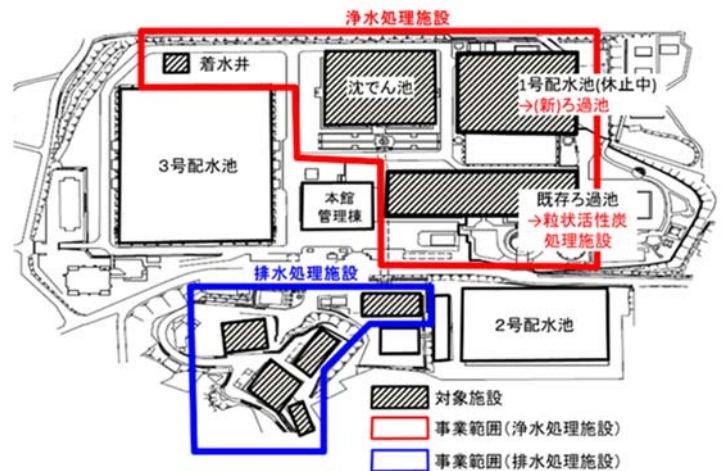 浄水処理施設
着水井
沈でん池
1号配水池(休止中)
→(新)ろ過池
3号配水池
本館
管理棟
既存ろ過池
→粒状活性炭
処理施設
排水処理施設
2号配水池
対象施設
事業範囲(浄水処理施設)
事業範囲(排水処理施設)